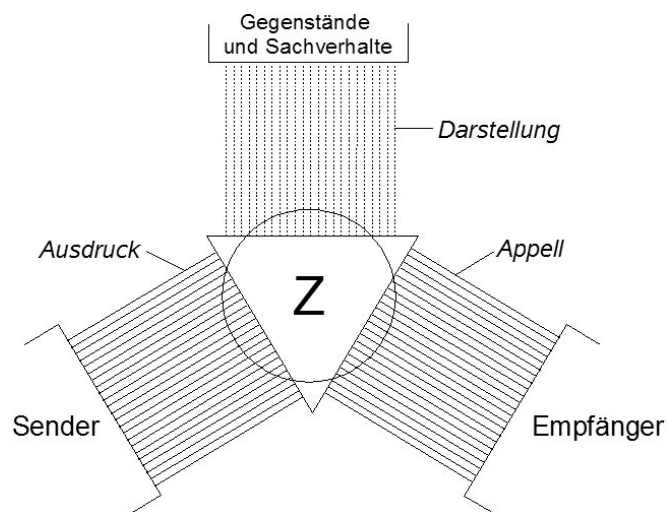 Gegenstände
und Sachverhalte
Darstellung
Ausdruck
Appell
Z
Sender
Empfänger